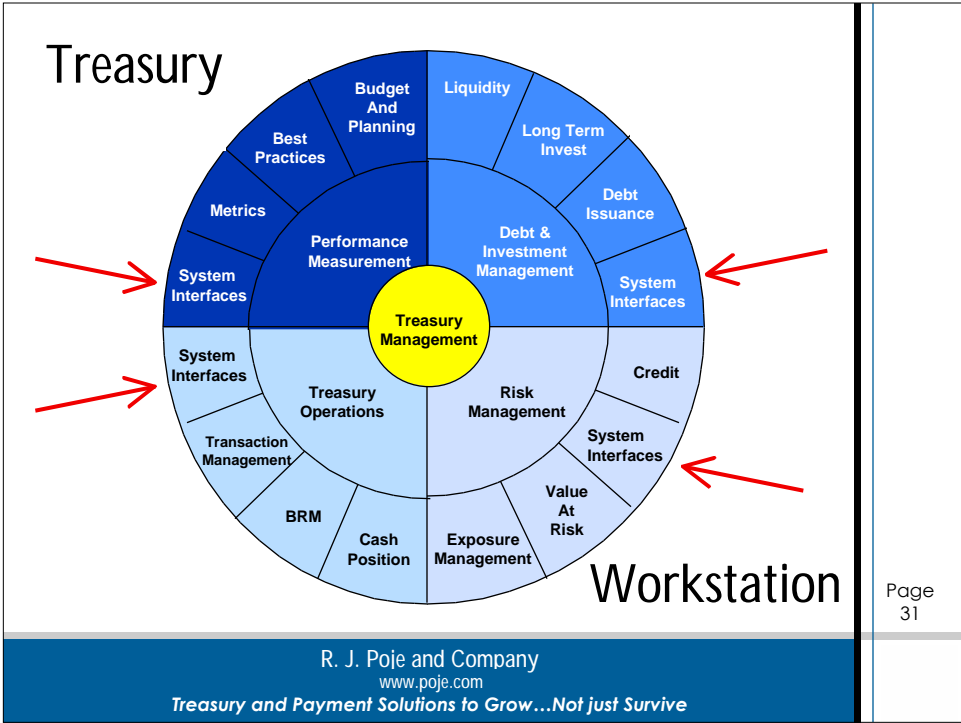 Treasury
Budget
And
Planning
Liquidity
Best
Practices
Long Term
Invest
Metrics
Debt
Issuance
Performance
Measurement
Debt &
Investment
Management
System
Interfaces
System
Interfaces
Treasury
Management
System
Interfaces
Credit
Treasury
Operations
Risk
Management
Transaction
Management
System
Interfaces
BRM
Value
At
Risk
Cash
Position
Exposure
Management
Workstation
Page
31
R. J. Poje and Company
www.poje.com
Treasury and Payment Solutions to Grow…Not just Survive